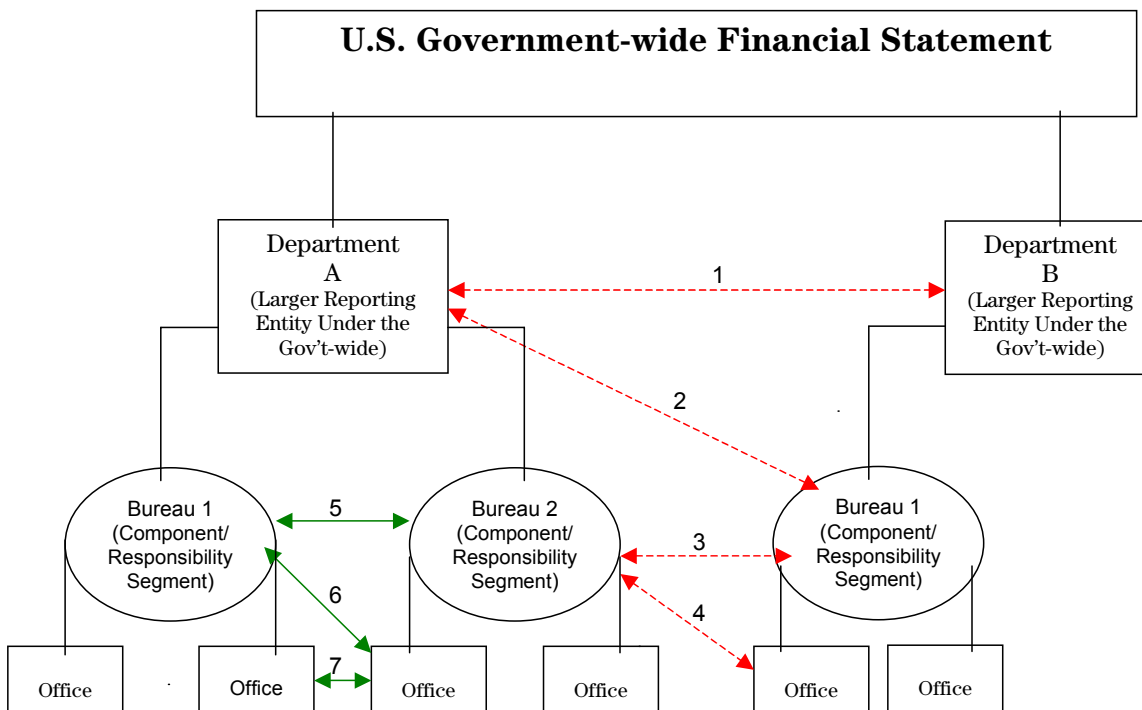 U.S. Government-wide Financial Statement
Department
A
(Larger Reporting
Entity Under the
Gov't-wide)
Department
B
(Larger Reporting
Entity Under the
Gov't-wide)
1
2
Bureau 1
(Component/
Responsibility
Segment)
5
Bureau 2
(Component/
Responsibility
Segment)
3
Bureau 1
(Component/
Responsibility
Segment)
6
4
7
Office
Office
Office
Office
Office
Office